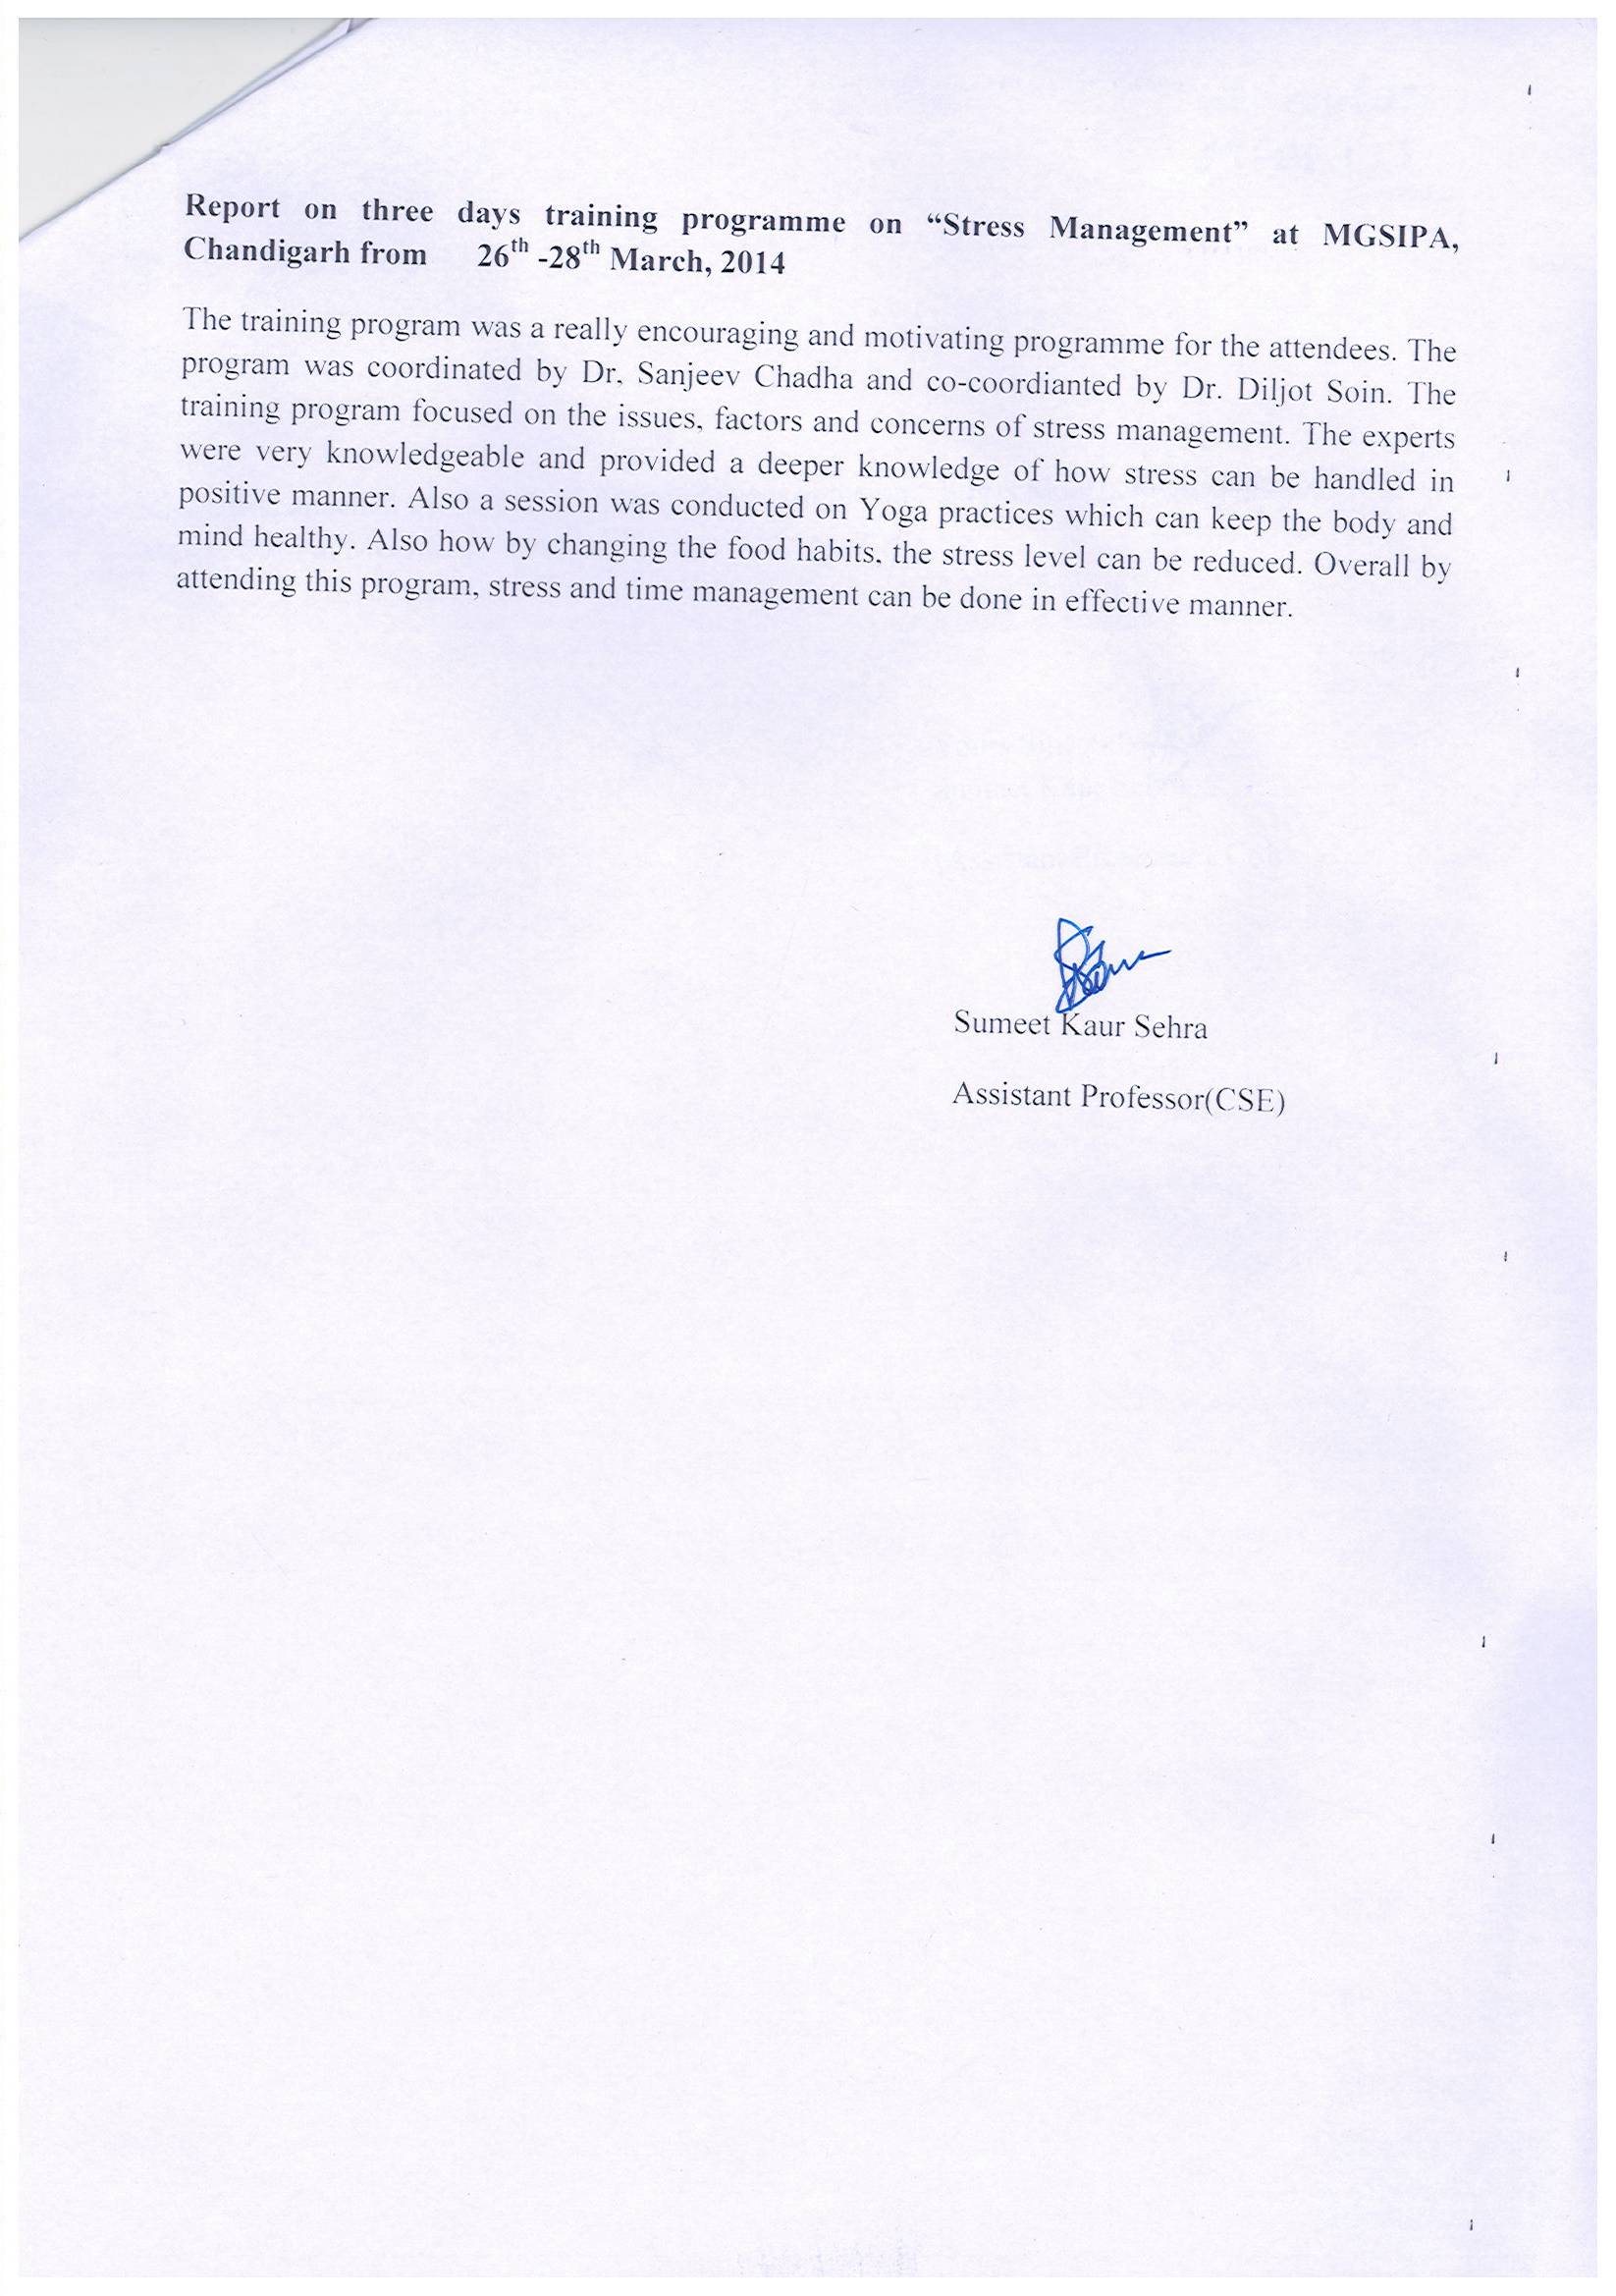 Report on three days training programme on “Stress Management” at MGSIPA,
Chandigarh from 26th -28th March, 2014
The training program was a really encouraging and motivating programme for the attendees. The
program was coordinated by Dr. Sanjeev Chadha and co-coordianted by Dr. Diljot Soin. The
training program focused on the issues, factors and concerns of stress management. The experts
were very knowledgeable and provided a deeper knowledge of how stress can be handled in
positive manner. Also a session was conducted on Yoga practices which can keep the body and
mind healthy. Also how by changing the food habits, the stress level can be reduced. Overall by
attending this program, stress and time management can be done in effective manner.
Sumeet Kaur Sehra
Assistant Professor(CSE)